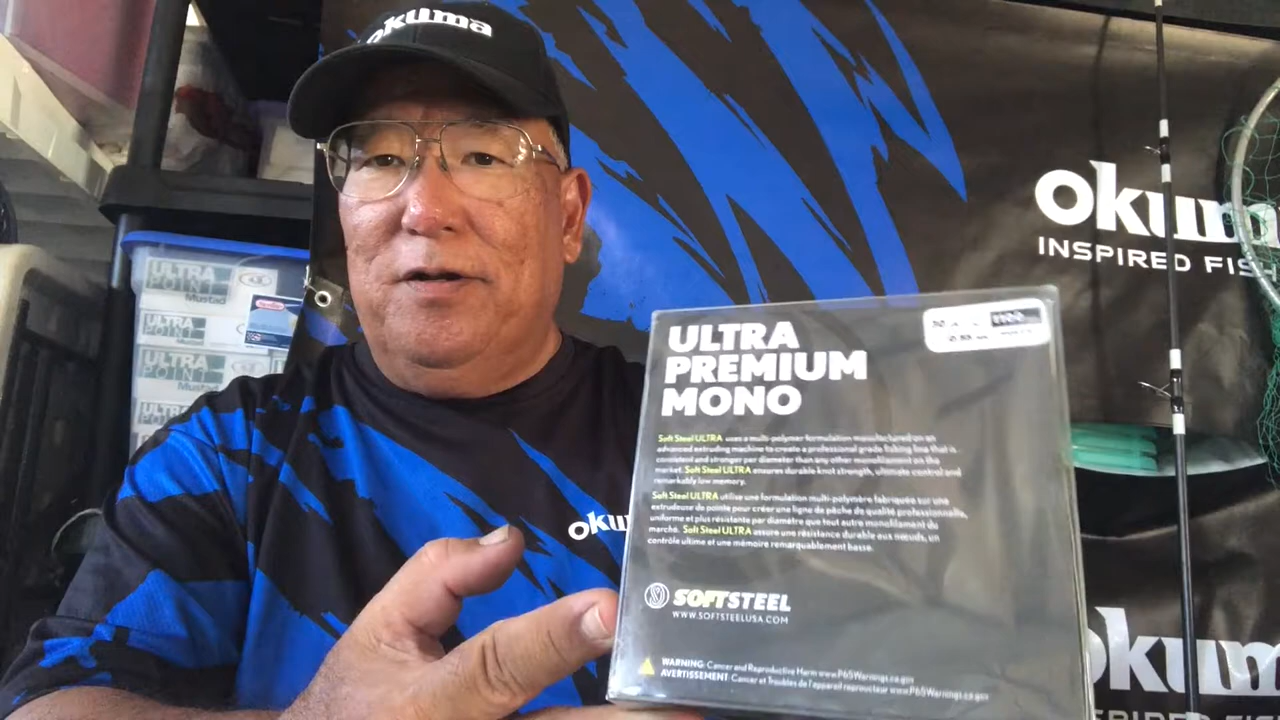 okuma
okuma
INSPIRED FISH
ULTRA
POINT
Mustad
ULTRA
POINT
ULTRA
POINT
Mustad
ULTRA
okuma
ULTRA
PREMIUM
MONO
Soft Steel ULTRA uses a multi-polymer formulation manufactured on an
advanced extruding machine to create a professional grade fishing line that is
consistent and stronger per diameter than any other monofilament on the
market. Soft Steel ULTRA ensures durable knot strength, ultimate control and
remarkably low memory.
Soft Steel ULTRA utilise une formulation multi-polymère fabriquée sur une
extrudeuse de pointe pour créer une ligne de pêche de qualité professionnelle,
uniforme et plus résistante par diamètre que tout autre monofilament du
marché. Soft Steel ULTRA assure une résistance durable aux nœuds, un
contrôle ultime et une mémoire remarquablement basse.
SOFTSTEEL
WWW.SOFTSTEELUSA.COM
WARNING: Cancer and Reproductive Harm www.P65Warnings.ca.gov
AVERTISSEMENT: Cancer et Troubles de l'appareil reproducteur www.P65Warnings.ca.gov
okuma